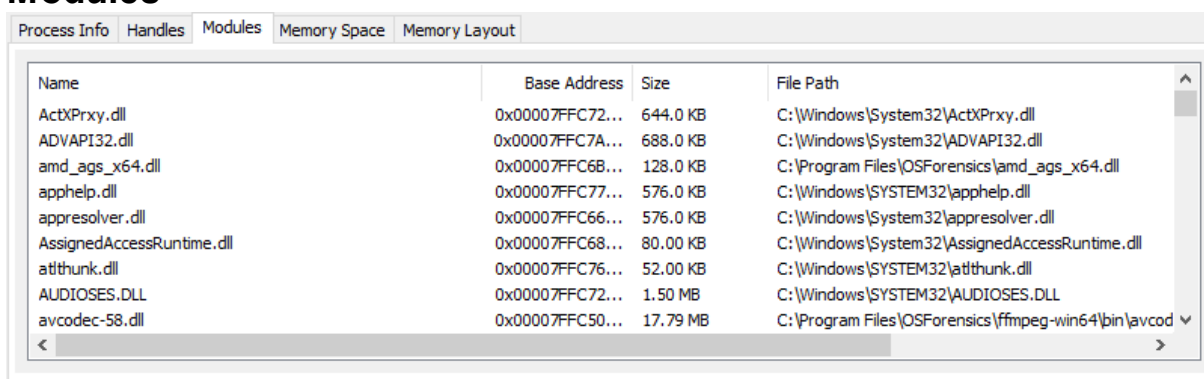 Modules
Process Info Handles Modules Memory Space Memory Layout
Name Base Address Size File Path
ActXPrxy.dll 0x00007FFC72... 644.0 KB C:\Windows\System32\ActXPrxy.dll
ADVAPI32.dll 0x00007FFC7A... 688.0 KB C:\Windows\System32\ADVAPI32.dll
amd_ags_x64.dll 0x00007FFC6B... 128.0 KB C:\Program Files\OSForensics\amd_ags_x64.dll
apphelp.dll 0x00007FFC77... 576.0 KB C:\Windows\SYSTEM32\apphelp.dll
appresolver.dll 0x00007FFC66... 576.0 KB C:\Windows\System32\appresolver.dll
AssignedAccessRuntime.dll 0x00007FFC68... 80.00 KB C:\Windows\System32\AssignedAccessRuntime.dll
atlthunk.dll 0x00007FFC76... 52.00 KB C:\Windows\SYSTEM32\atlthunk.dll
AUDIOSES.DLL 0x00007FFC72... 1.50 MB C:\Windows\SYSTEM32\AUDIOSES.DLL
avcodec-58.dll 0x00007FFC50... 17.79 MB C:\Program Files\OSForensics\ffmpeg-win64\bin\avcod